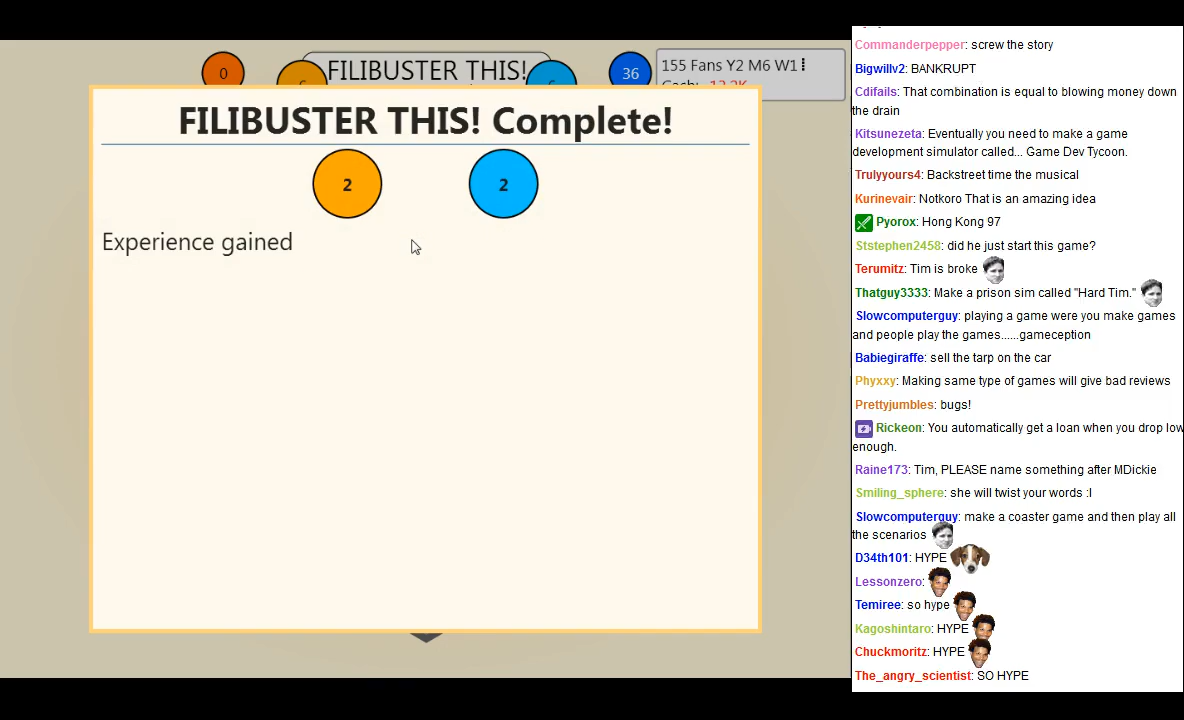 0
FILIBUSTER THIS!
36
155 Fans Y2 M6 W1
FILIBUSTER THIS! Complete!
2
2
Experience gained
Commanderpepper: screw the story
Bigwillv2: BANKRUPT
Cdifails: That combination is equal to blowing money down
the drain
Kitsunezeta: Eventually you need to make a game
development simulator called... Game Dev Tycoon.
Trulyyours4: Backstreet time the musical
Kurinevair: Notkoro That is an amazing idea
Pyorox: Hong Kong 97
Ststephen2458: did he just start this game?
Terumitz: Tim is broke
Thatguy3333: Make a prison sim called "Hard Tim."
Slowcomputerguy: playing a game were you make games
and people play the games......gameception
Babiegiraffe: sell the tarp on the car
Phyxxy: Making same type of games will give bad reviews
Prettyjumbles: bugs!
Rickeon: You automatically get a loan when you drop low
enough.
Raine173: Tim, PLEASE name something after MDickie
Smiling_sphere: she will twist your words :l
Slowcomputerguy: make a coaster game and then play all
the scenarios
D34th101: HYPE
Lessonzero:
Temiree: so hype
Kagoshintaro: HYPE
Chuckmoritz: HYPE
The_angry_scientist: SO HYPE